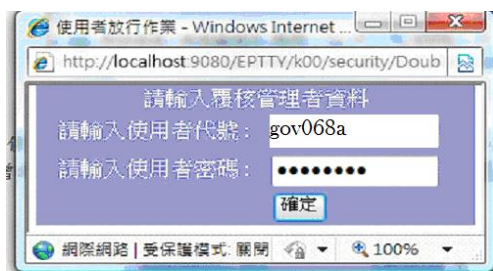 使用者放行作業 - Windows Internet ...
http://localhost:9080/EPTTY/k00/security/Doub
請輸入覆核管理者資料
請輸入使用者代號： gov068a
請輸入使用者密碼： ●●●●●●●●
確定
網際網路 | 受保護模式: 關閉 100%